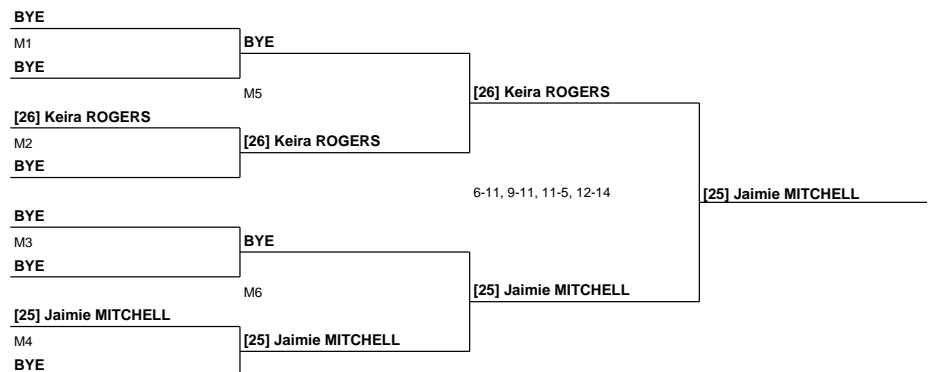 BYE
M1
BYE
BYE
M5
[26] Keira ROGERS
[26] Keira ROGERS
M2
[26] Keira ROGERS
BYE
6-11, 9-11, 11-5, 12-14
[25] Jaimie MITCHELL
BYE
M3
BYE
BYE
M6
[25] Jaimie MITCHELL
[25] Jaimie MITCHELL
M4
[25] Jaimie MITCHELL
BYE